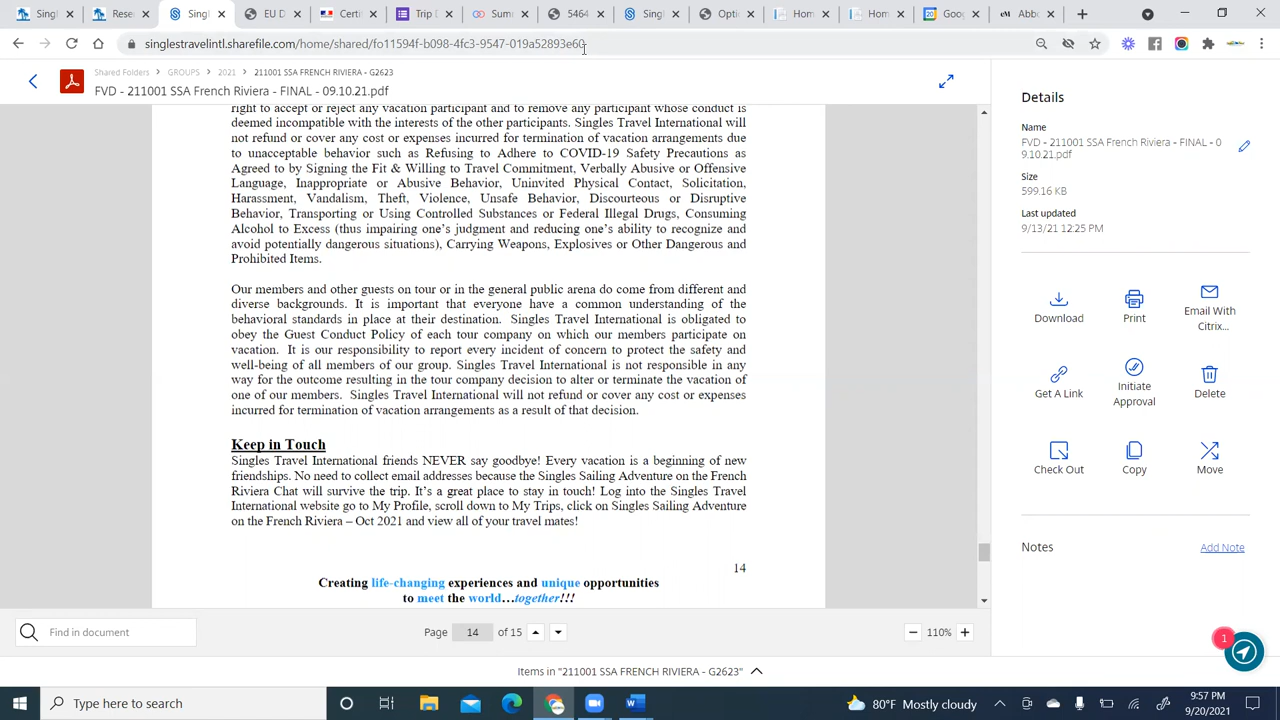 Singl
Rese
Singl
EU D
Certi
Trip D
Sum
5464
Singl
Opti
Hom
Hom
Goo
Abbo
singlestravelintl.sharefile.com/home/shared/fo11594f-b098-4fc3-9547-019a52893e60
Shared Folders GROUPS 2021 211001 SSA FRENCH RIVIERA - G2623
FVD - 211001 SSA French Riviera - FINAL - 09.10.21.pdf
right to accept or reject any vacation participant and to remove any participant whose conduct is
deemed incompatible with the interests of the other participants. Singles Travel International will
not refund or cover any cost or expenses incurred for termination of vacation arrangements due
to unacceptable behavior such as Refusing to Adhere to COVID-19 Safety Precautions as
Agreed to by Signing the Fit & Willing to Travel Commitment, Verbally Abusive or Offensive
Language, Inappropriate or Abusive Behavior, Uninvited Physical Contact, Solicitation,
Harassment, Vandalism, Theft, Violence, Unsafe Behavior, Discourteous or Disruptive
Behavior, Transporting or Using Controlled Substances or Federal Illegal Drugs, Consuming
Alcohol to Excess (thus impairing one's judgment and reducing one's ability to recognize and
avoid potentially dangerous situations), Carrying Weapons, Explosives or Other Dangerous and
Prohibited Items.
Our members and other guests on tour or in the general public arena do come from different and
diverse backgrounds. It is important that everyone have a common understanding of the
behavioral standards in place at their destination. Singles Travel International is obligated to
obey the Guest Conduct Policy of each tour company on which our members participate on
vacation. It is our responsibility to report every incident of concern to protect the safety and
well-being of all members of our group. Singles Travel International is not responsible in any
way for the outcome resulting in the tour company decision to alter or terminate the vacation of
one of our members. Singles Travel International will not refund or cover any cost or expenses
incurred for termination of vacation arrangements as a result of that decision.
Keep in Touch
Singles Travel International friends NEVER say goodbye! Every vacation is a beginning of new
friendships. No need to collect email addresses because the Singles Sailing Adventure on the French
Riviera Chat will survive the trip. It's a great place to stay in touch! Log into the Singles Travel
International website go to My Profile, scroll down to My Trips, click on Singles Sailing Adventure
on the French Riviera – Oct 2021 and view all of your travel mates!
14
Creating life-changing experiences and unique opportunities
to meet the world…together!!!
Find in document
Page 14 of 15
110%
Items in "211001 SSA FRENCH RIVIERA - G2623"
Details
Name
FVD - 211001 SSA French Riviera - FINAL - 0
9.10.21.pdf
Size
599.16 KB
Last updated
9/13/21 12:25 PM
Download
Print
Email With
Citrix...
Get A Link
Initiate
Approval
Delete
Check Out
Copy
Move
Notes
Add Note
1
Type here to search
80°F Mostly cloudy
9:57 PM
9/20/2021